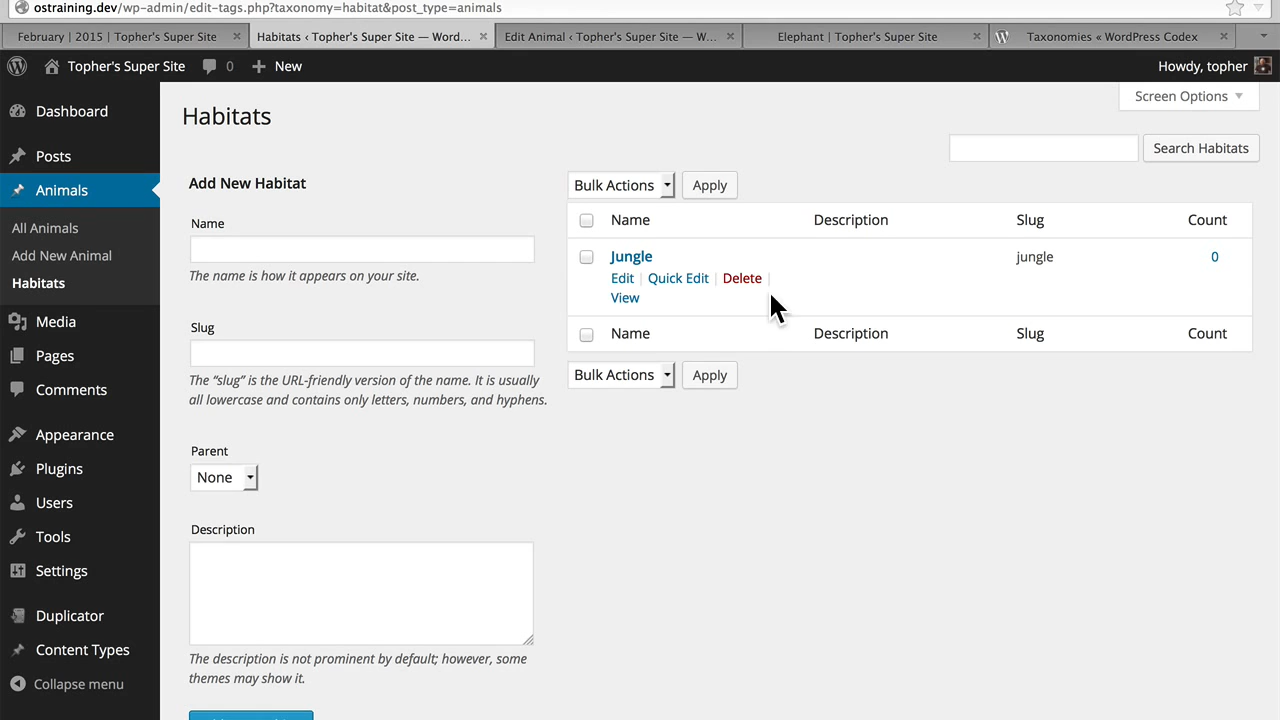 ostraining.dev/wp-admin/edit-tags.php?taxonomy=habitat&post_type=animals
February | 2015 | Topher's Super Site
Habitats ‹ Topher's Super Site — Word...
Edit Animal ‹ Topher's Super Site — W...
Elephant | Topher's Super Site
Taxonomies « WordPress Codex
Topher's Super Site
0
New
Howdy, topher
Screen Options
Dashboard
Posts
Animals
All Animals
Add New Animal
Habitats
Media
Pages
Comments
Appearance
Plugins
Users
Tools
Settings
Duplicator
Content Types
Collapse menu
Habitats
Search Habitats
Add New Habitat
Name
The name is how it appears on your site.
Slug
The “slug” is the URL-friendly version of the name. It is usually
all lowercase and contains only letters, numbers, and hyphens.
Parent
None
Description
The description is not prominent by default; however, some
themes may show it.
Bulk Actions
Apply
Name Description Slug Count
Jungle jungle 0
Edit | Quick Edit | Delete |
View
Name Description Slug Count
Bulk Actions
Apply